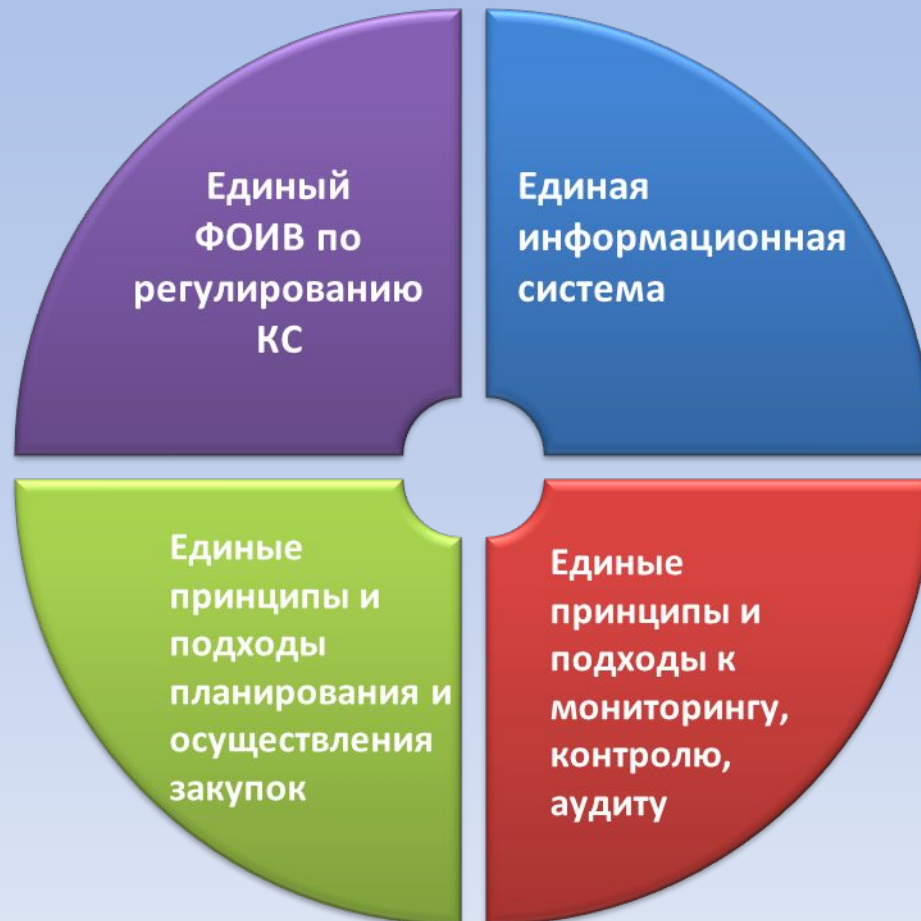 Единый
ФОИВ по
регулированию
КС
Единая
информационная
система
Единые
принципы и
подходы
планирования и
осуществления
закупок
Единые
принципы и
подходы к
мониторингу,
контролю,
аудиту